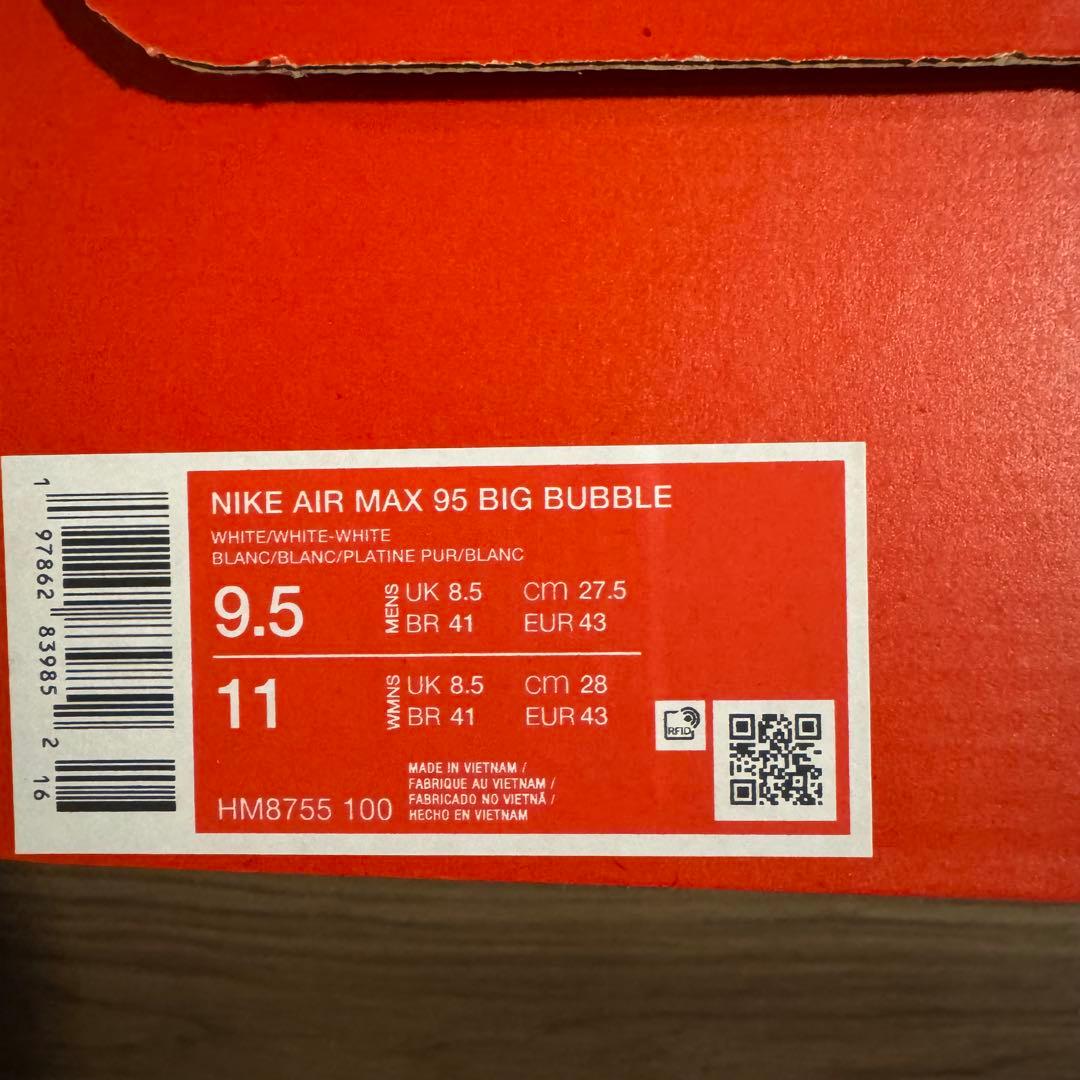 NIKE AIR MAX 95 BIG BUBBLE
WHITE/WHITE-WHITE
BLANC/BLANC/PLATINE PUR/BLANC
9.5 MENS UK 8.5 cm 27.5
BR 41 EUR 43
11 WMNS UK 8.5 cm 28
BR 41 EUR 43
RFID
MADE IN VIETNAM /
FABRIQUE AU VIETNAM /
FABRICADO NO VIETNÃ /
HECHO EN VIETNAM
HM8755 100
1 97862 83985 2 16